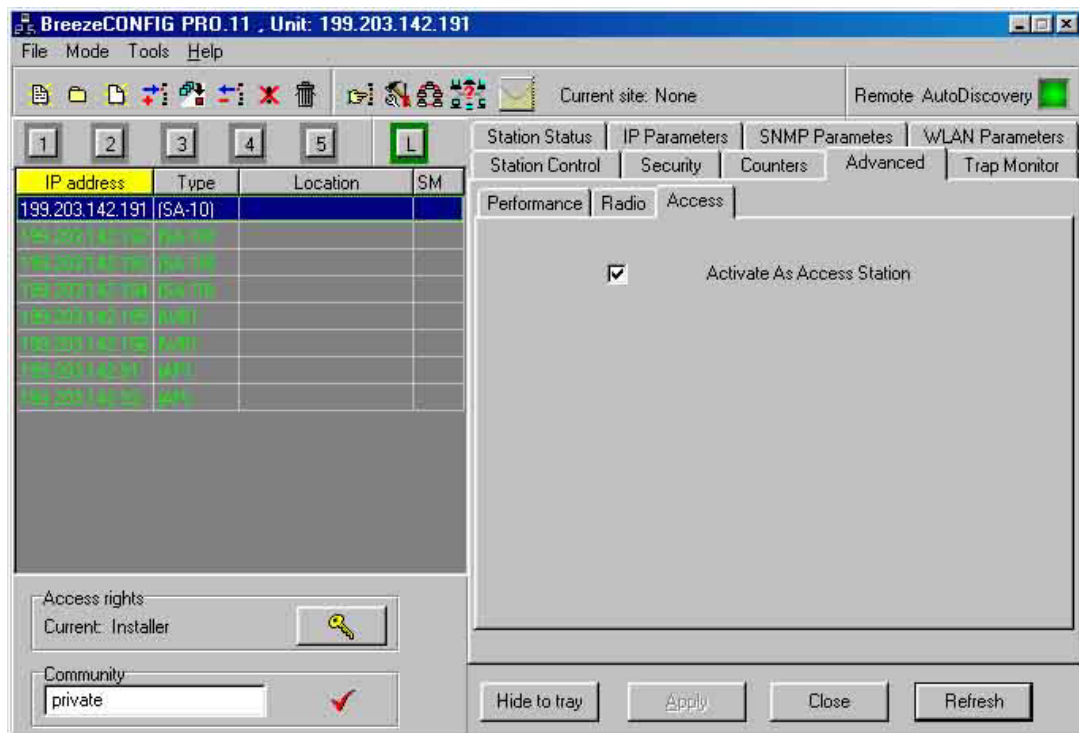 BreezeCONFIG PRO.11 , Unit: 199.203.142.191
File Mode Tools Help
Current site: None
Remote AutoDiscovery
1 2 3 4 5 L
IP address Type Location SM
199.203.142.191 (SA-10)
Station Status IP Parameters SNMP Parametes WLAN Parameters
Station Control Security Counters Advanced Trap Monitor
Performance Radio Access
Activate As Access Station
Access rights
Current: Installer
Community
private
Hide to tray Apply Close Refresh